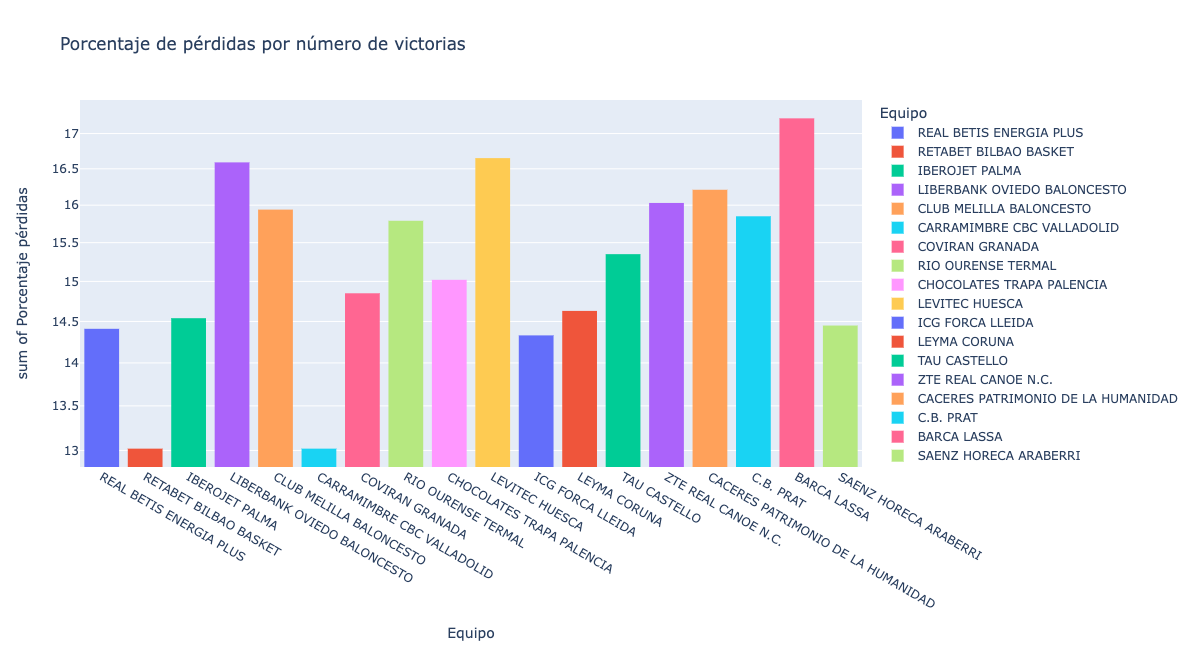 Porcentaje de pérdidas por número de victorias
sum of Porcentaje pérdidas
17
16.5
16
15.5
15
14.5
14
13.5
13
REAL BETIS ENERGIA PLUS
RETABET BILBAO BASKET
IBEROJET PALMA
LIBERBANK OVIEDO BALONCESTO
CLUB MELILLA BALONCESTO
CARRAMIMBRE CBC VALLADOLID
COVIRAN GRANADA
RIO OURENSE TERMAL
CHOCOLATES TRAPA PALENCIA
LEVITEC HUESCA
ICG FORCA LLEIDA
LEYMA CORUNA
TAU CASTELLO
ZTE REAL CANOE N.C.
CACERES PATRIMONIO DE LA HUMANIDAD
C.B. PRAT
BARCA LASSA
SAENZ HORECA ARABERRI
Equipo
Equipo
REAL BETIS ENERGIA PLUS
RETABET BILBAO BASKET
IBEROJET PALMA
LIBERBANK OVIEDO BALONCESTO
CLUB MELILLA BALONCESTO
CARRAMIMBRE CBC VALLADOLID
COVIRAN GRANADA
RIO OURENSE TERMAL
CHOCOLATES TRAPA PALENCIA
LEVITEC HUESCA
ICG FORCA LLEIDA
LEYMA CORUNA
TAU CASTELLO
ZTE REAL CANOE N.C.
CACERES PATRIMONIO DE LA HUMANIDAD
C.B. PRAT
BARCA LASSA
SAENZ HORECA ARABERRI